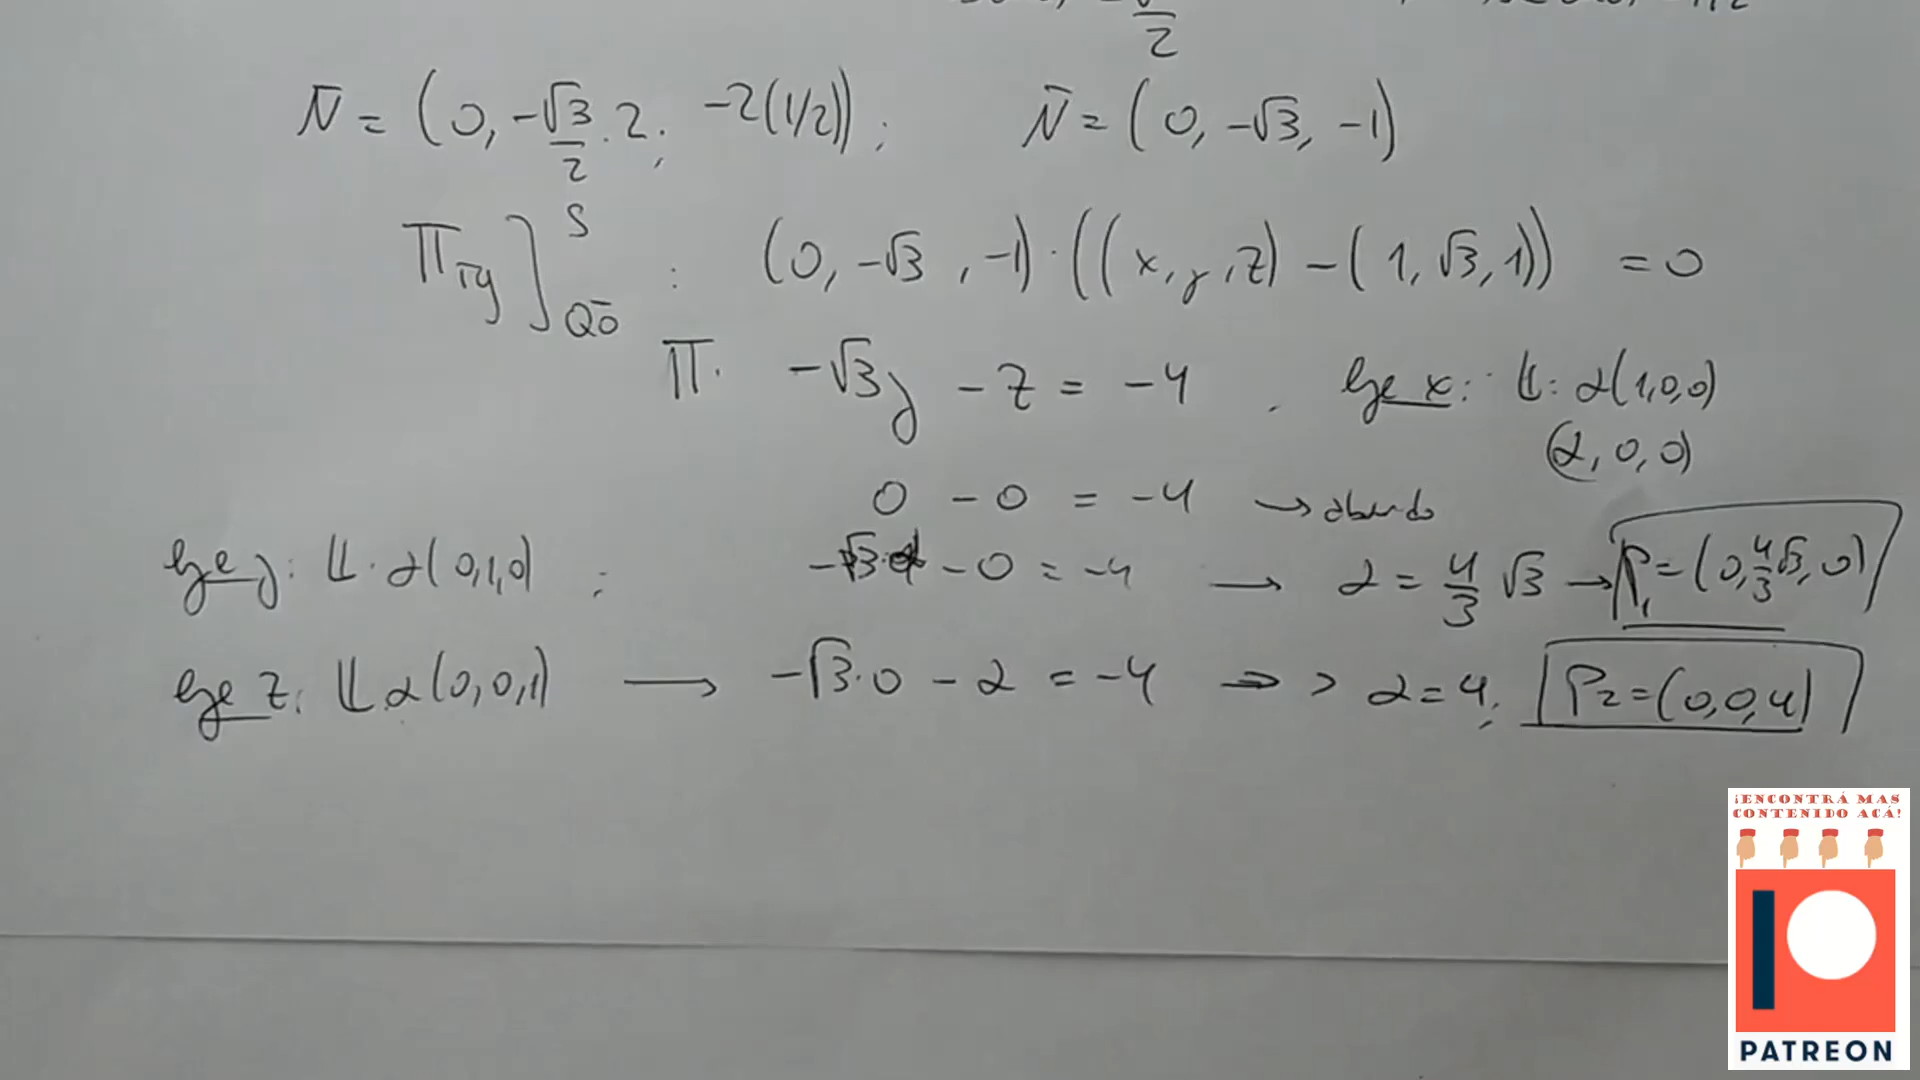 N̄ = (0, -√3/2 · 2; -2(1/2)); N̄ = (0, -√3, -1)
π Tg ] S Q0̄ : (0, -√3, -1) · ((x, y, z) - (1, √3, 1)) = 0
π. -√3y - z = -4. Eje x: L: α(1,0,0)
(α, 0, 0)
0 - 0 = -4 → absurdo
Eje y: L. α(0,1,0) ; -√3·α - 0 = -4 → α = 4/3 √3 → P1 = (0, 4/3 √3, 0)
Eje z: L α(0,0,1) → -√3·0 - α = -4 => > α = 4; P2 = (0,0,4)
¡ENCONTRÁ MAS
CONTENIDO ACÁ!
PATREON